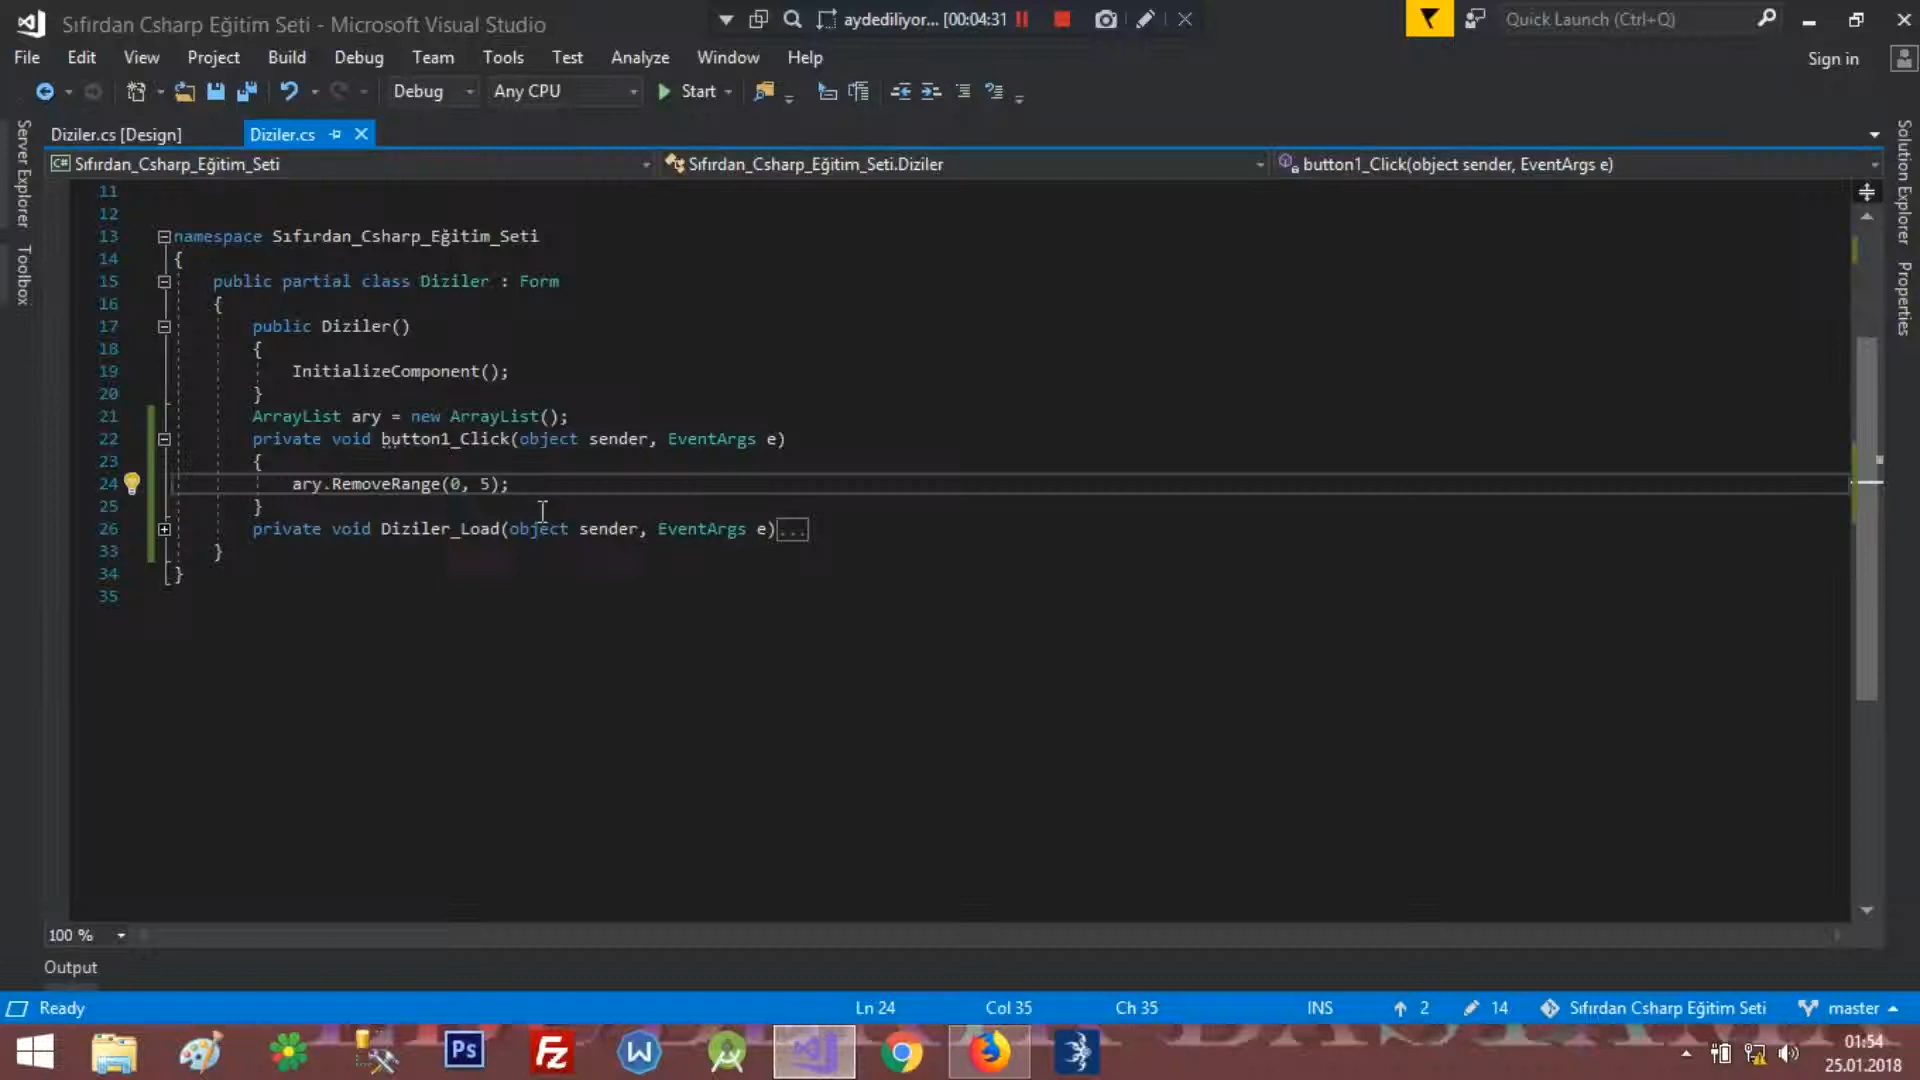 Sıfırdan Csharp Eğitim Seti - Microsoft Visual Studio
aydediliyor... [00:04:31
Quick Launch (Ctrl+Q)
File Edit View Project Build Debug Team Tools Test Analyze Window Help
Sign in
Debug Any CPU Start
Server Explorer
Toolbox
Solution Explorer
Properties
Diziler.cs [Design] Diziler.cs
C# Sıfırdan_Csharp_Eğitim_Seti Sıfırdan_Csharp_Eğitim_Seti.Diziler button1_Click(object sender, EventArgs e)
11
12
13 namespace Sıfırdan_Csharp_Eğitim_Seti
14 {
15 public partial class Diziler : Form
16 {
17 public Diziler()
18 {
19 InitializeComponent();
20 }
21 ArrayList ary = new ArrayList();
22 private void button1_Click(object sender, EventArgs e)
23 {
24 ary.RemoveRange(0, 5);
25 }
26 private void Diziler_Load(object sender, EventArgs e)...
33 }
34 }
35
100 %
Output
Ready Ln 24 Col 35 Ch 35 INS 2 14 Sıfırdan Csharp Eğitim Seti master
Ps
Fz
W
01:54
25.01.2018